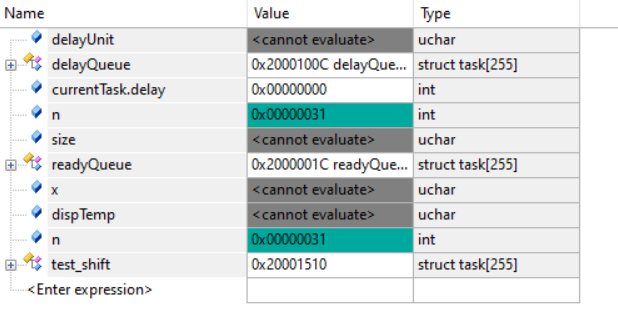 Name Value Type
delayUnit <cannot evaluate> uchar
delayQueue 0x2000100C delayQue... struct task[255]
currentTask.delay 0x00000000 int
n 0x00000031 int
size <cannot evaluate> uchar
readyQueue 0x2000001C readyQue... struct task[255]
x <cannot evaluate> uchar
dispTemp <cannot evaluate> uchar
n 0x00000031 int
test_shift 0x20001510 struct task[255]
<Enter expression>